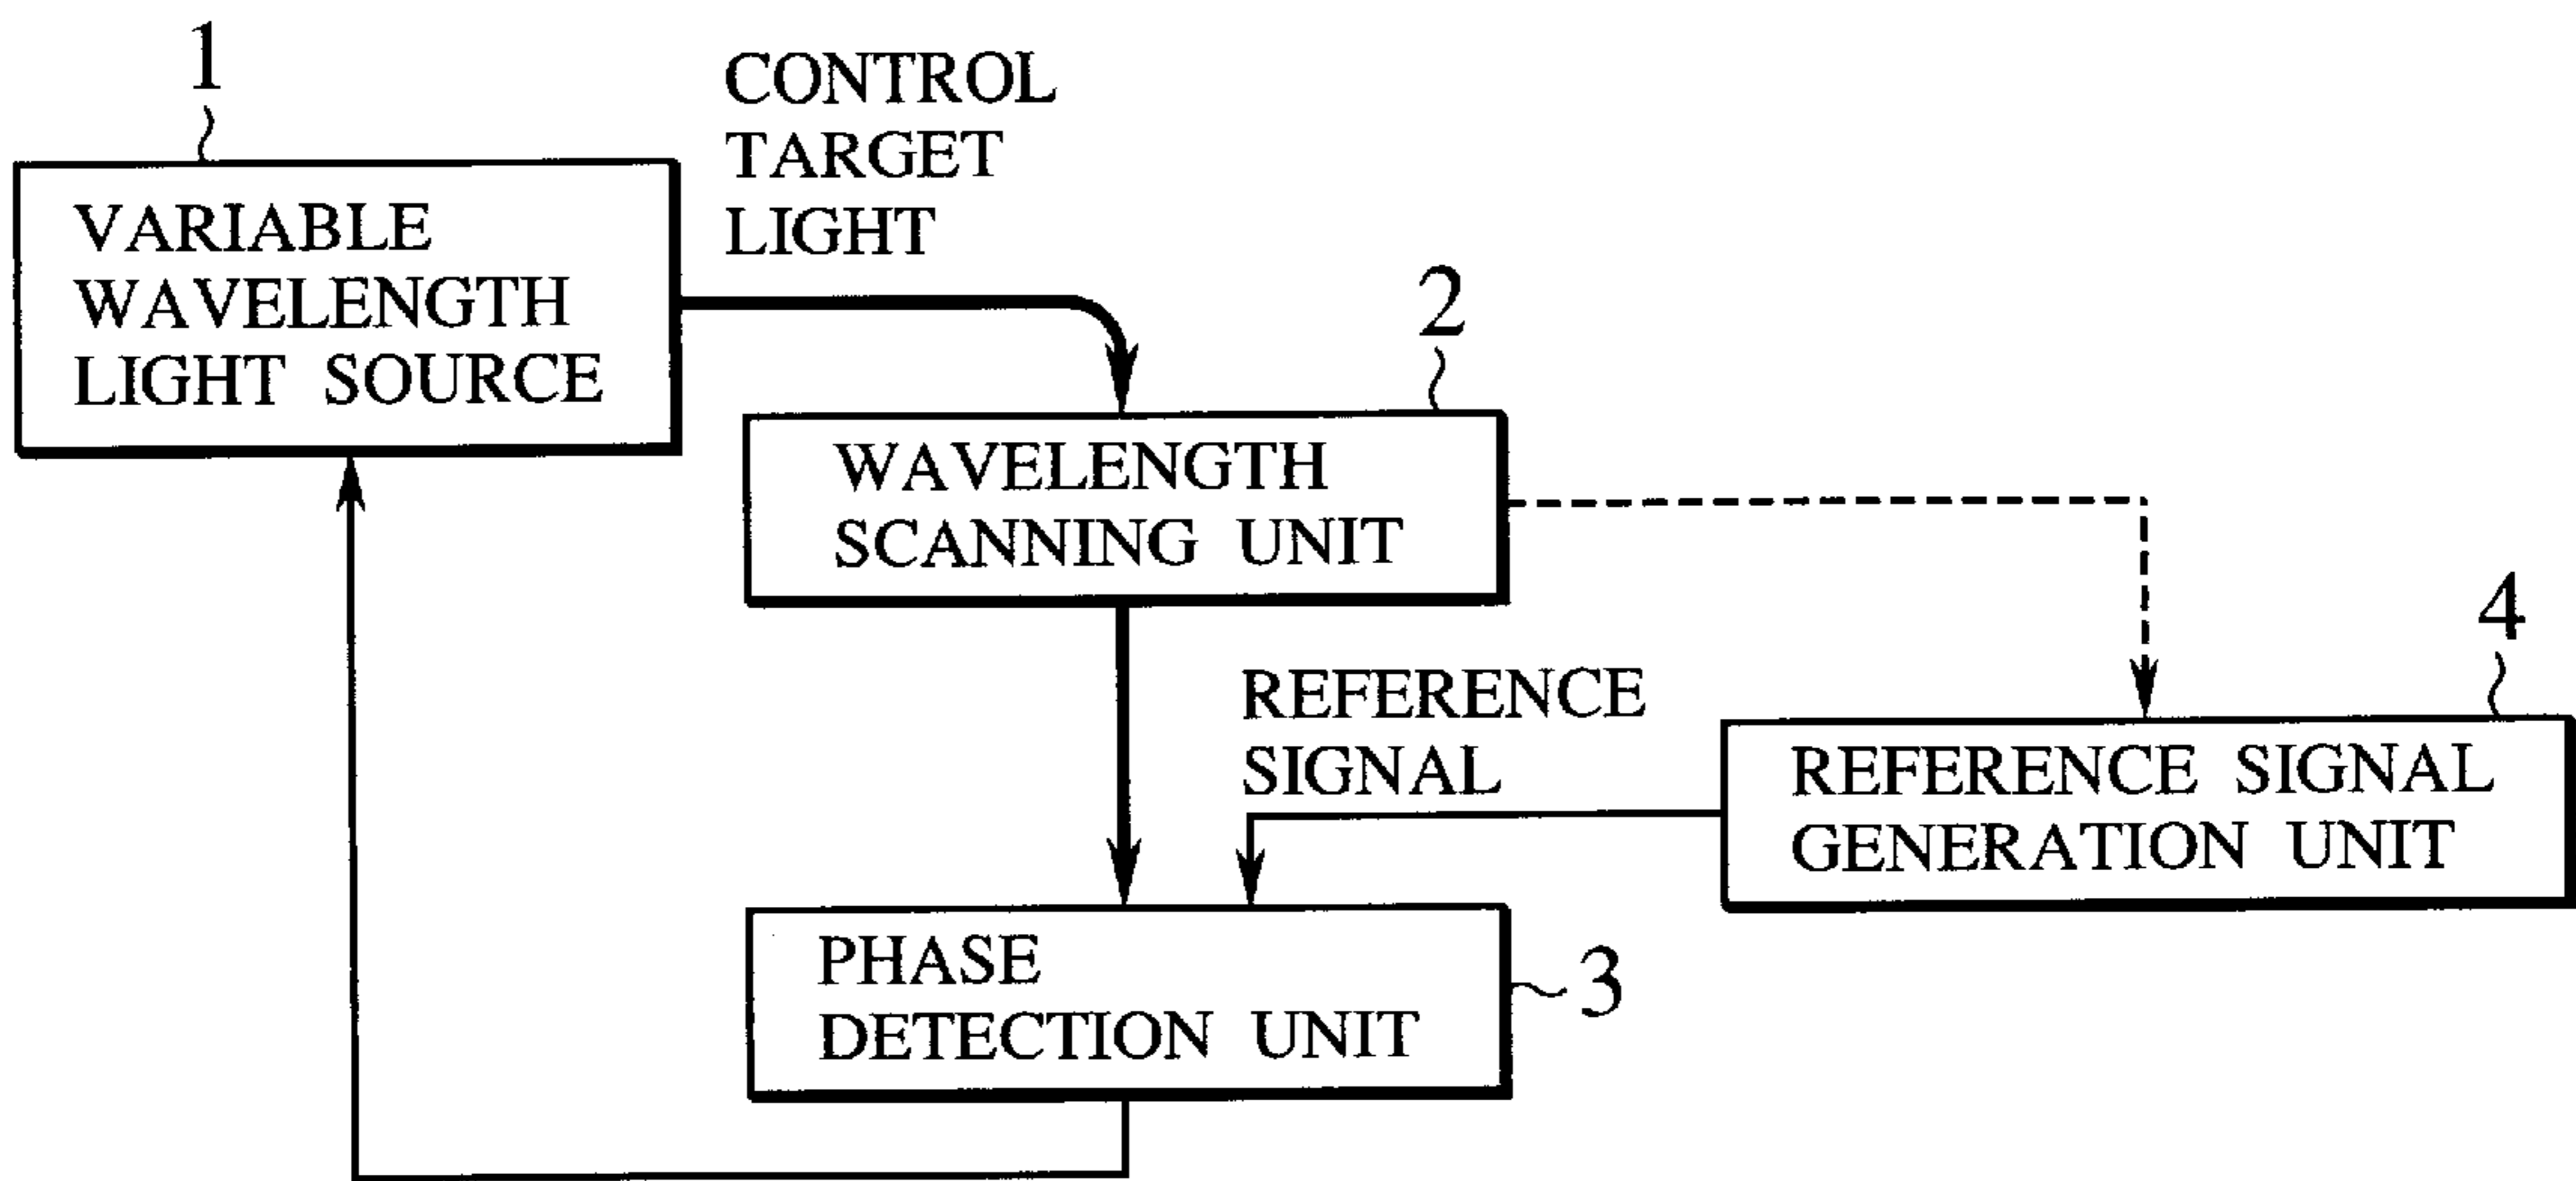 1
VARIABLE
WAVELENGTH
LIGHT SOURCE
CONTROL
TARGET
LIGHT
2
WAVELENGTH
SCANNING UNIT
REFERENCE
SIGNAL
4
REFERENCE SIGNAL
GENERATION UNIT
PHASE
DETECTION UNIT
3